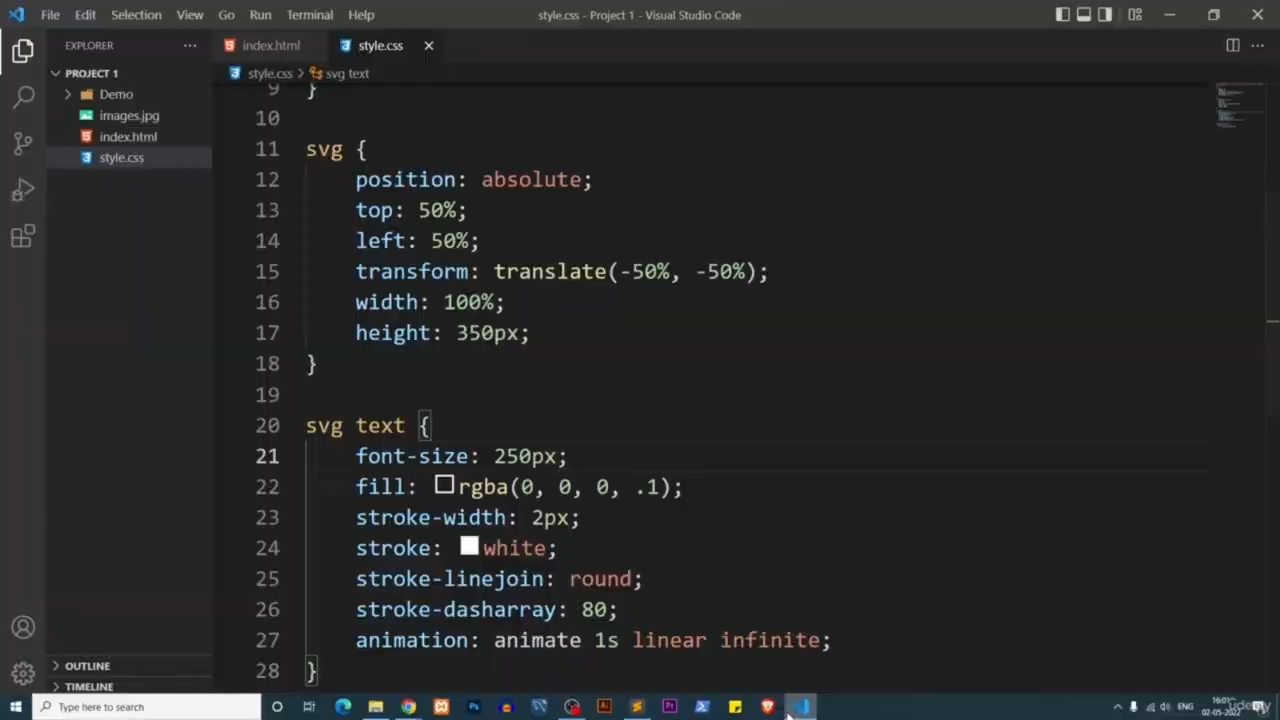 File Edit Selection View Go Run Terminal Help style.css - Project 1 - Visual Studio Code
EXPLORER
PROJECT 1
Demo
images.jpg
index.html
style.css
OUTLINE
TIMELINE
index.html style.css
style.css svg text
9 }
10
11 svg {
12 position: absolute;
13 top: 50%;
14 left: 50%;
15 transform: translate(-50%, -50%);
16 width: 100%;
17 height: 350px;
18 }
19
20 svg text {
21 font-size: 250px;
22 fill: rgba(0, 0, 0, .1);
23 stroke-width: 2px;
24 stroke: white;
25 stroke-linejoin: round;
26 stroke-dasharray: 80;
27 animation: animate 1s linear infinite;
28 }
Type here to search
Ai
Pr
Ps
ENG
udemy